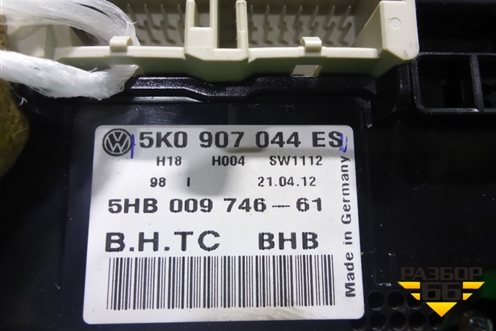 5K0 907 044 ES
H18 H004 SW1112
98 I 21.04.12
5HB 009 746-61
B.H.TC BHB
Made in Germany
РАЗБОР
66